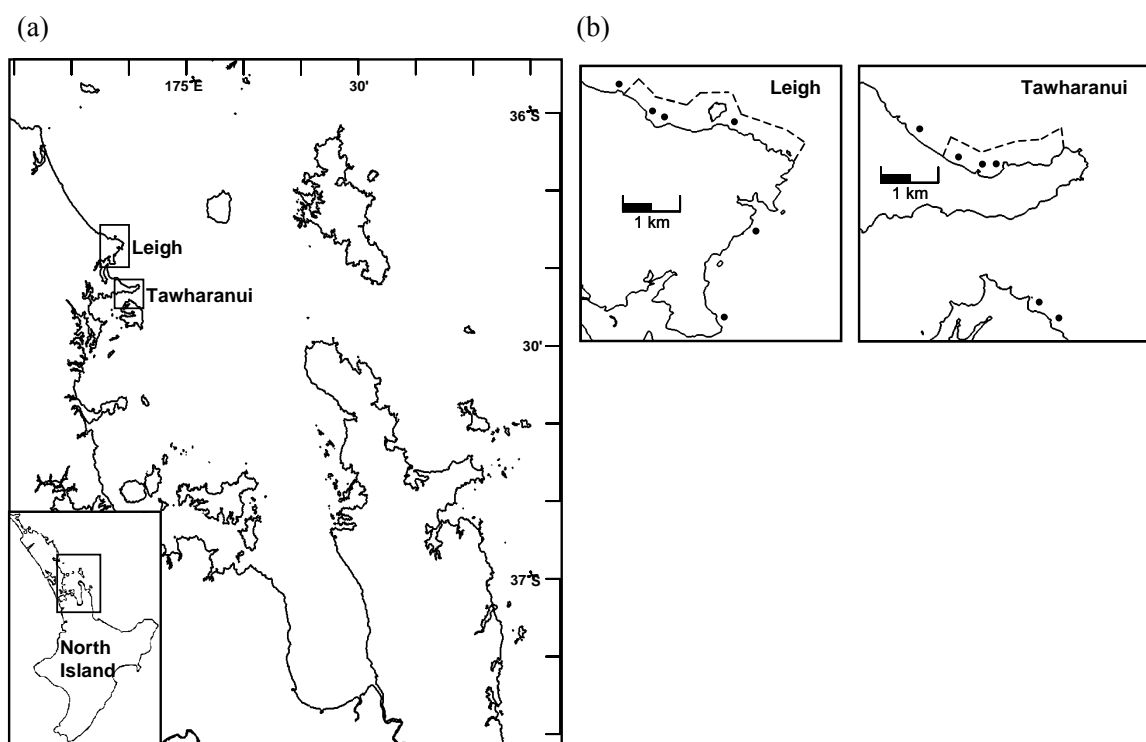 (a)
(b)
175°E
30'
36°S
Leigh
Tawharanui
30'
37°S
North
Island
Leigh
1 km
Tawharanui
1 km